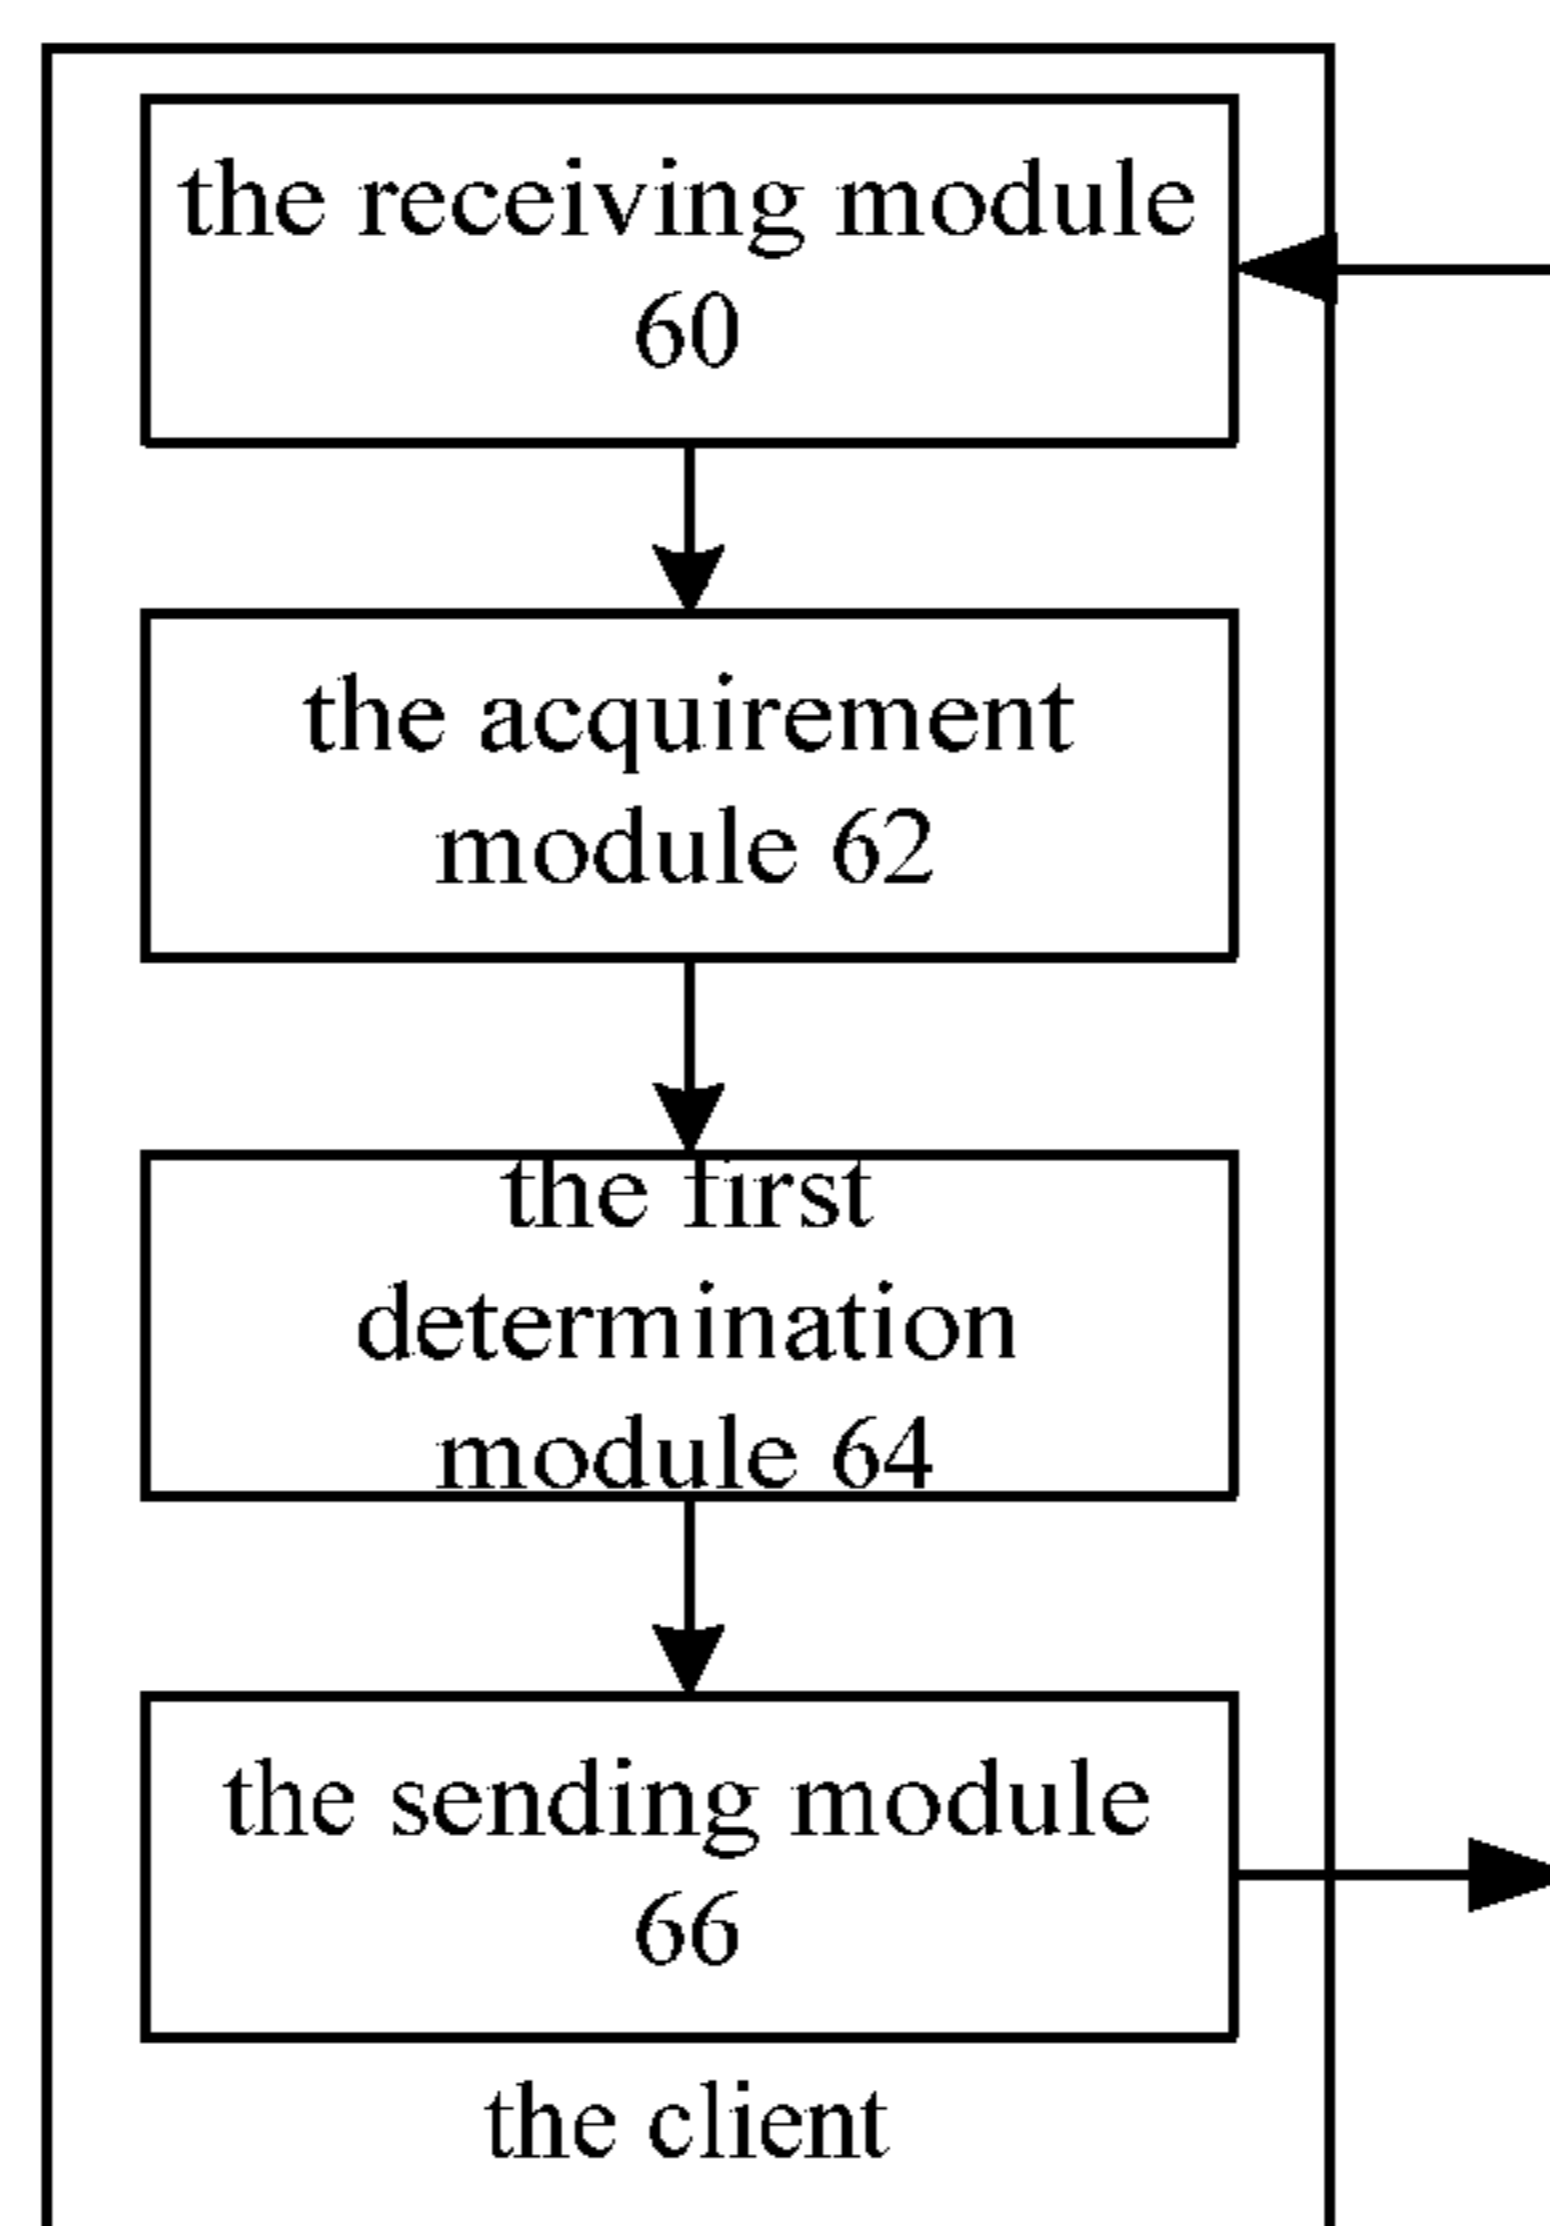 the receiving module
60
the acquirement
module 62
the first
determination
module 64
the sending module
66
the client